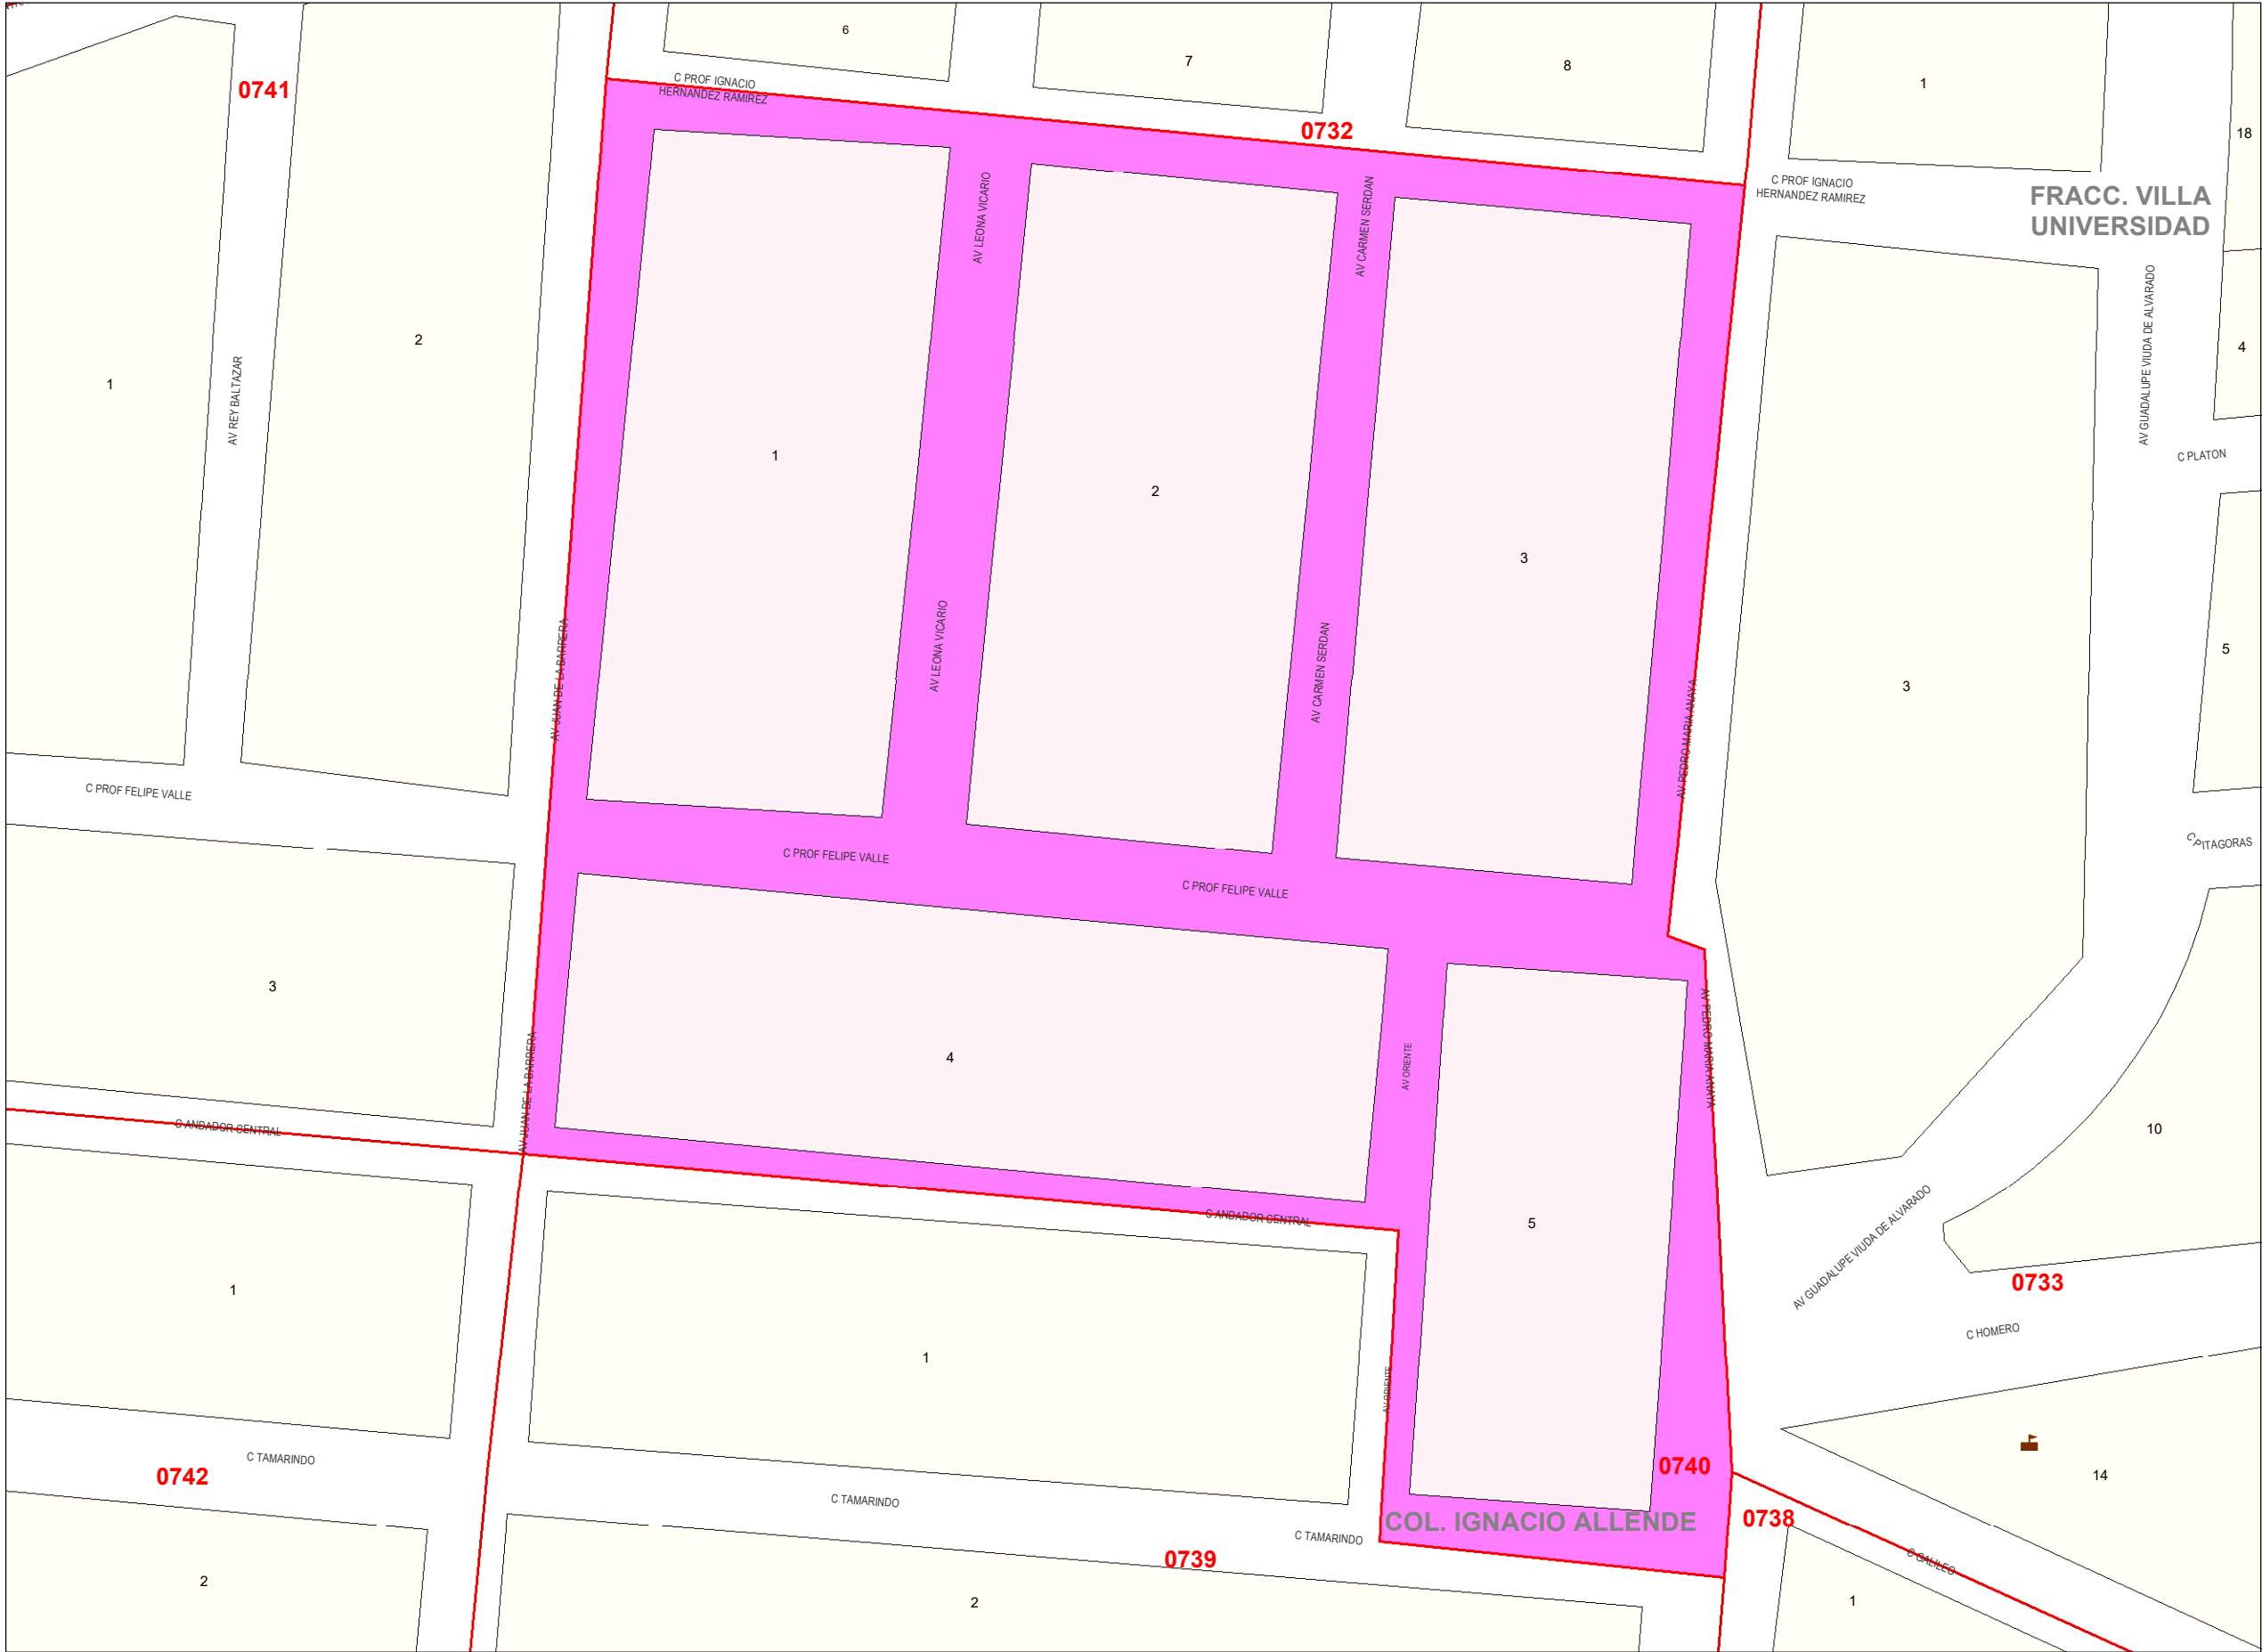 6
7
8
1
18
0741
C PROF IGNACIO
HERNANDEZ RAMIREZ
0732
C PROF IGNACIO
HERNANDEZ RAMIREZ
FRACC. VILLA
UNIVERSIDAD
AV LEONA VICARIO
AV CARMEN SERDAN
AV GUADALUPE VIUDA DE ALVARADO
2
4
1
AV REY BALTAZAR
1
2
C PLATON
3
AV JUAN DE LA BARRERA
AV LEONA VICARIO
AV CARMEN SERDAN
AV PEDRO MARIA ANAYA
3
5
C PROF FELIPE VALLE
C PROF FELIPE VALLE
C PROF FELIPE VALLE
C PITAGORAS
3
4
AV JUAN DE LA BARRERA
AV ORIENTE
AV PEDRO MARIA ANAYA
10
C ANDADOR CENTRAL
C ANDADOR CENTRAL
5
AV GUADALUPE VIUDA DE ALVARADO
0733
1
1
C HOMERO
AV ORIENTE
C TAMARINDO
0742
C TAMARINDO
0740
14
COL. IGNACIO ALLENDE
0738
C TAMARINDO
0739
C GALILEO
2
2
1